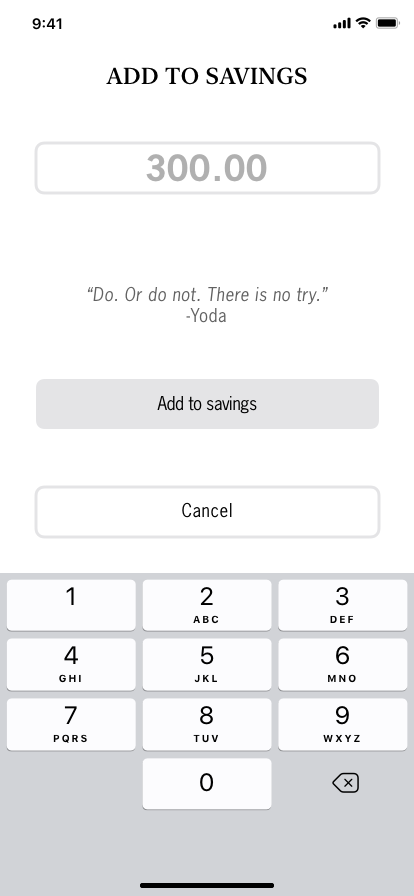 9:41
ADD TO SAVINGS
300.00
“Do. Or do not. There is no try.”
-Yoda
Add to savings
Cancel
1 2 3
ABC DEF
4 5 6
GHI JKL MNO
7 8 9
PQRS TUV WXYZ
0